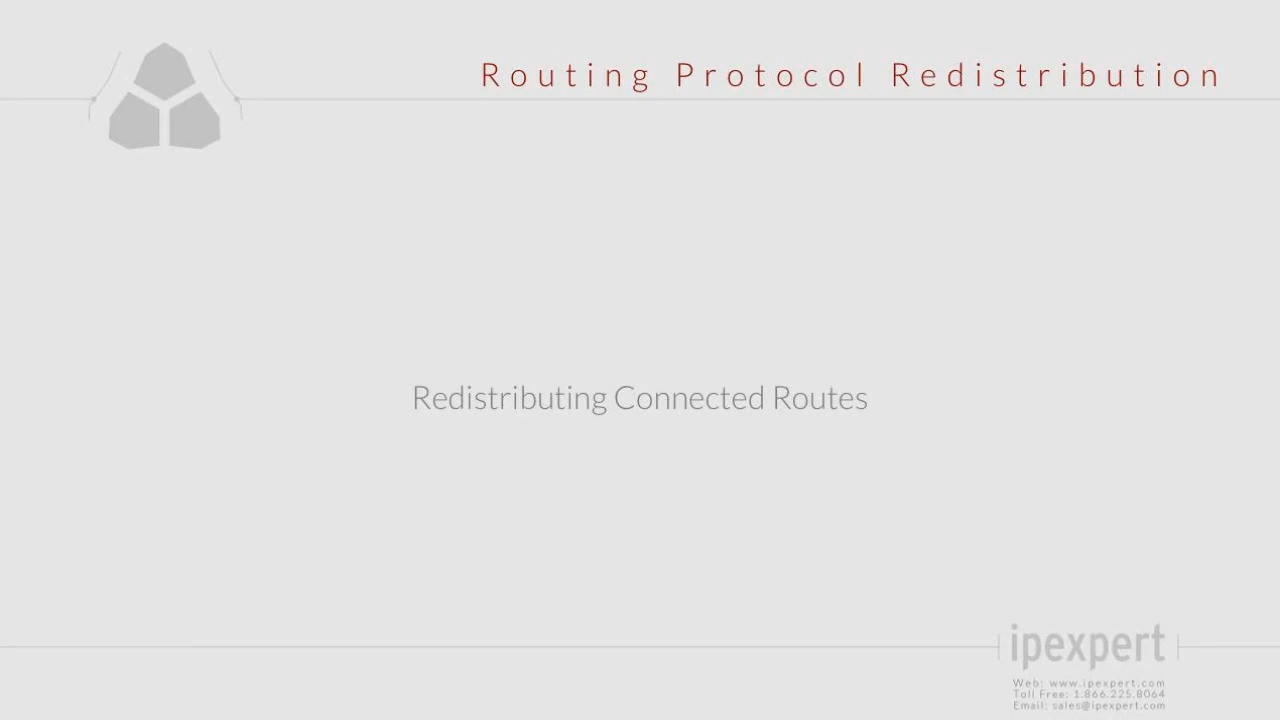 Routing Protocol Redistribution
Redistributing Connected Routes
ipexpert
Web: www.ipexpert.com
Toll Free: 1.866.225.8064
Email: sales@ipexpert.com